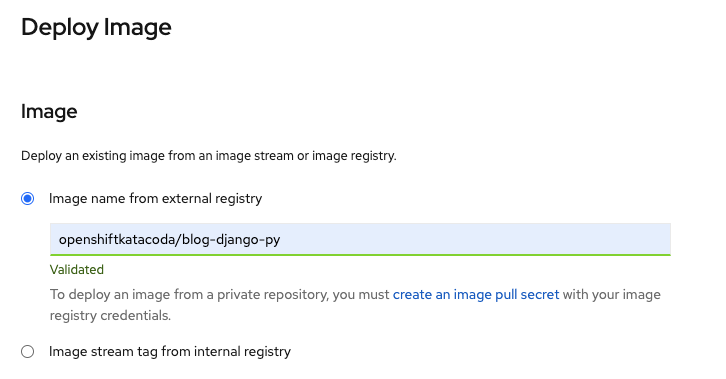 Deploy Image
Image
Deploy an existing image from an image stream or image registry.
Image name from external registry
openshiftkatacoda/blog-django-py
Validated
To deploy an image from a private repository, you must create an image pull secret with your image
registry credentials.
Image stream tag from internal registry